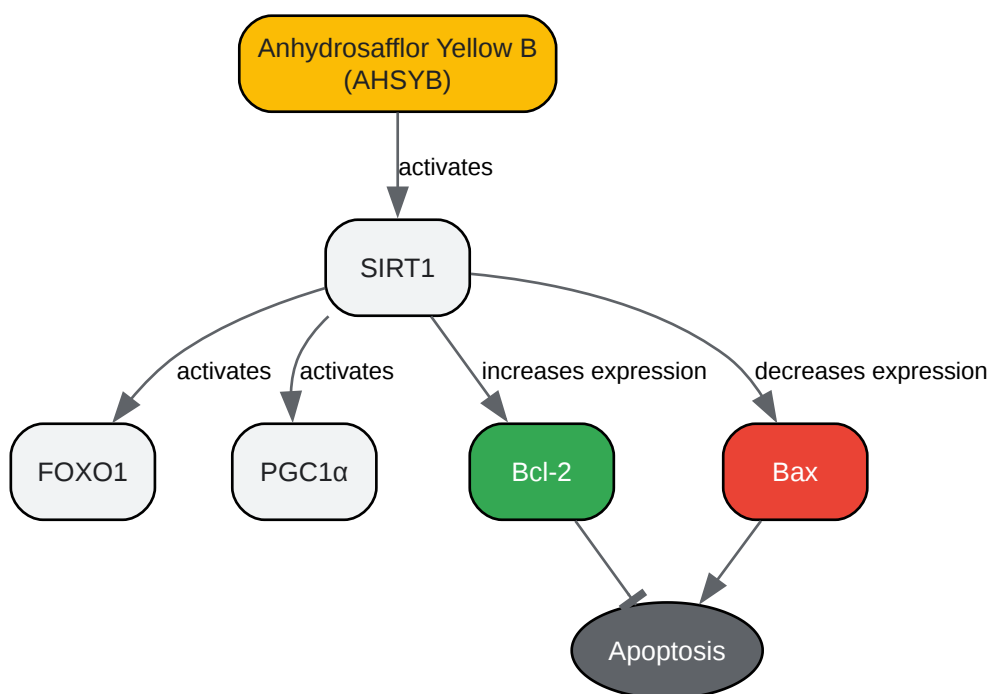 Anhydrosafflor Yellow B
(AHSYB)
activates
SIRT1
activates
activates
increases expression
decreases expression
FOXO1
PGC1α
Bcl-2
Bax
Apoptosis